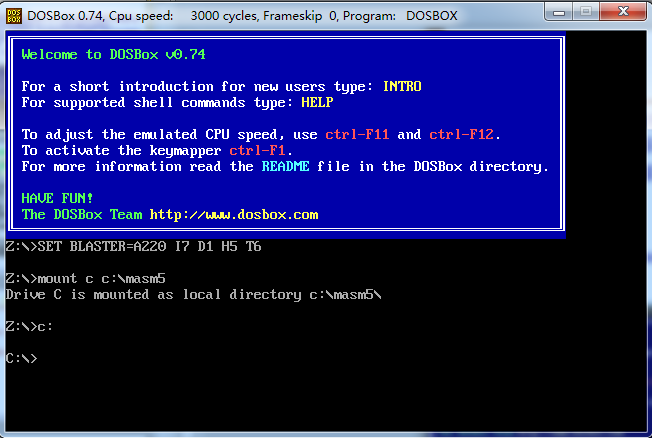 DOSBox 0.74, Cpu speed: 3000 cycles, Frameskip 0, Program: DOSBOX
Welcome to DOSBox v0.74
For a short introduction for new users type: INTRO
For supported shell commands type: HELP
To adjust the emulated CPU speed, use ctrl-F11 and ctrl-F12.
To activate the keymapper ctrl-F1.
For more information read the README file in the DOSBox directory.
HAVE FUN!
The DOSBox Team http://www.dosbox.com
Z:\>SET BLASTER=A220 I7 D1 H5 T6
Z:\>mount c c:\masm5
Drive C is mounted as local directory c:\masm5\
Z:\>c:
C:\>